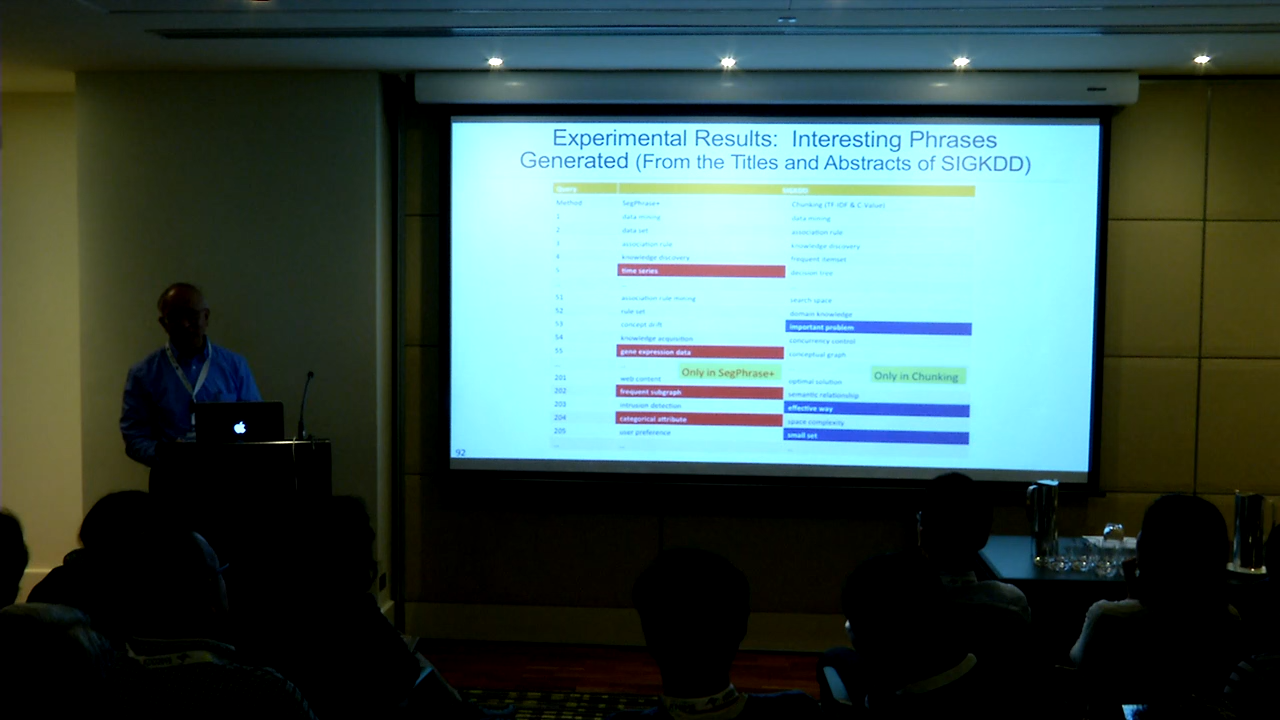 Experimental Results: Interesting Phrases
Generated (From the Titles and Abstracts of SIGKDD)
Query SIGKDD
Method SegPhrase+ Chunking (TF-IDF & C-Value)
1 data mining data mining
2 data set association rule
3 association rule knowledge discovery
4 knowledge discovery frequent itemset
5 time series decision tree
51 association rule mining search space
52 rule set domain knowledge
53 concept drift important problem
54 knowledge acquisition concurrency control
55 gene expression data conceptual graph
... Only in SegPhrase+ Only in Chunking
201 web content optimal solution
202 frequent subgraph semantic relationship
203 intrusion detection effective way
204 categorical attribute space complexity
205 user preference small set
... ... ...
92